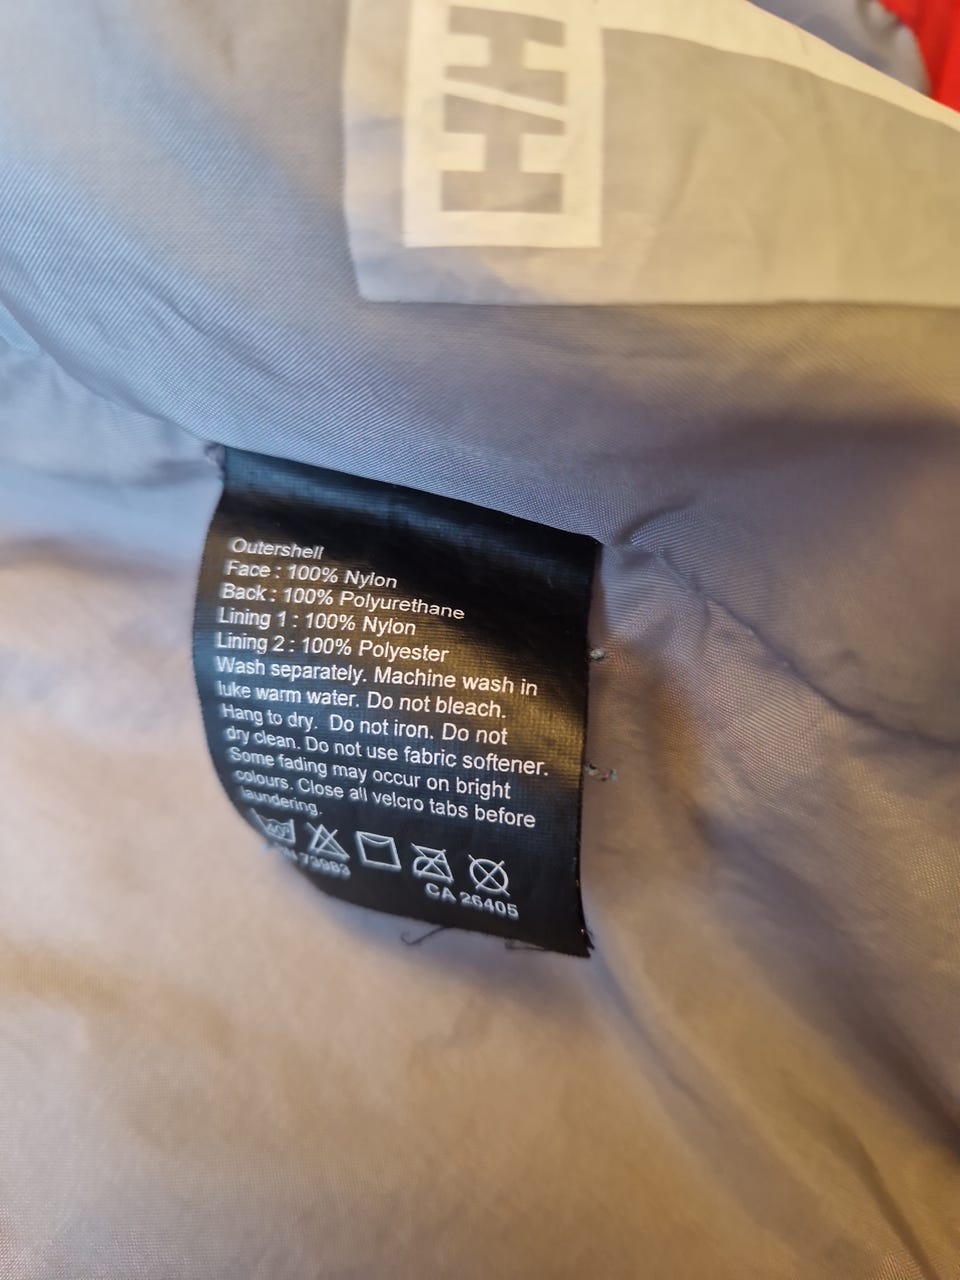 HH
Outershell
Face : 100% Nylon
Back : 100% Polyurethane
Lining 1 : 100% Nylon
Lining 2 : 100% Polyester
Wash separately. Machine wash in
luke warm water. Do not bleach.
Hang to dry. Do not iron. Do not
dry clean. Do not use fabric softener.
Some fading may occur on bright
colours. Close all velcro tabs before
laundering.
40°
73983
CA 26405